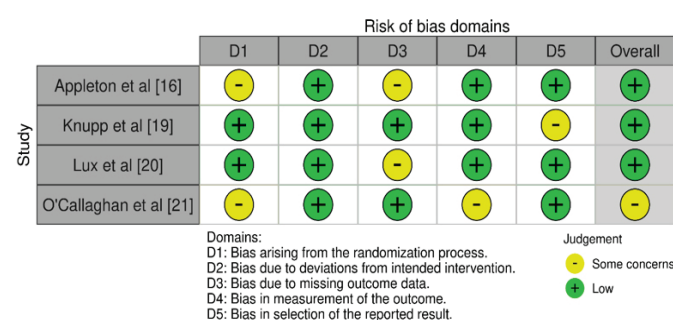 Risk of bias domains
D1 D2 D3 D4 D5 Overall
Study
Appleton et al [16] - + - + + +
Knupp et al [19] + + + + - +
Lux et al [20] + + - + + +
O'Callaghan et al [21] - + + - + -
Domains:
D1: Bias arising from the randomization process.
D2: Bias due to deviations from intended intervention.
D3: Bias due to missing outcome data.
D4: Bias in measurement of the outcome.
D5: Bias in selection of the reported result.
Judgement
- Some concerns
+ Low